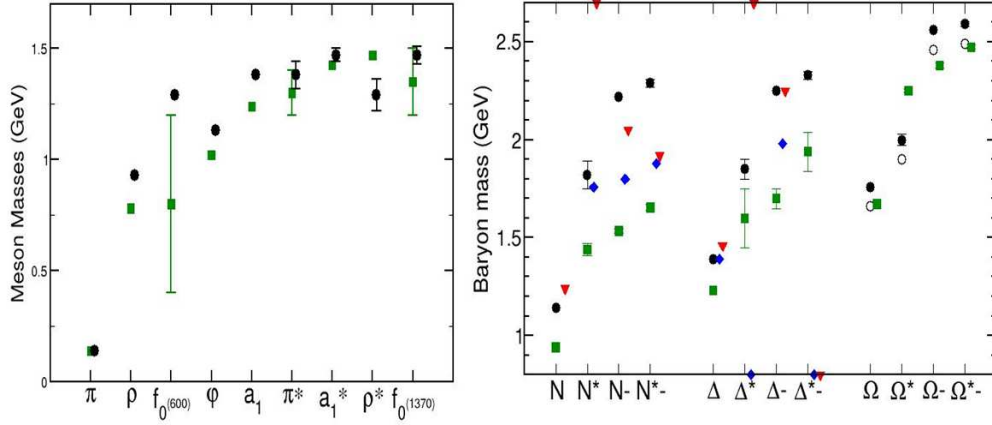 Meson Masses (GeV)
1.5
1
0.5
0
π ρ f0(600) φ a1 π* a1* ρ* f0(1370)
Baryon mass (GeV)
2.5
2
1.5
1
N N* N- N*- Δ Δ* Δ- Δ*- Ω Ω* Ω- Ω*-